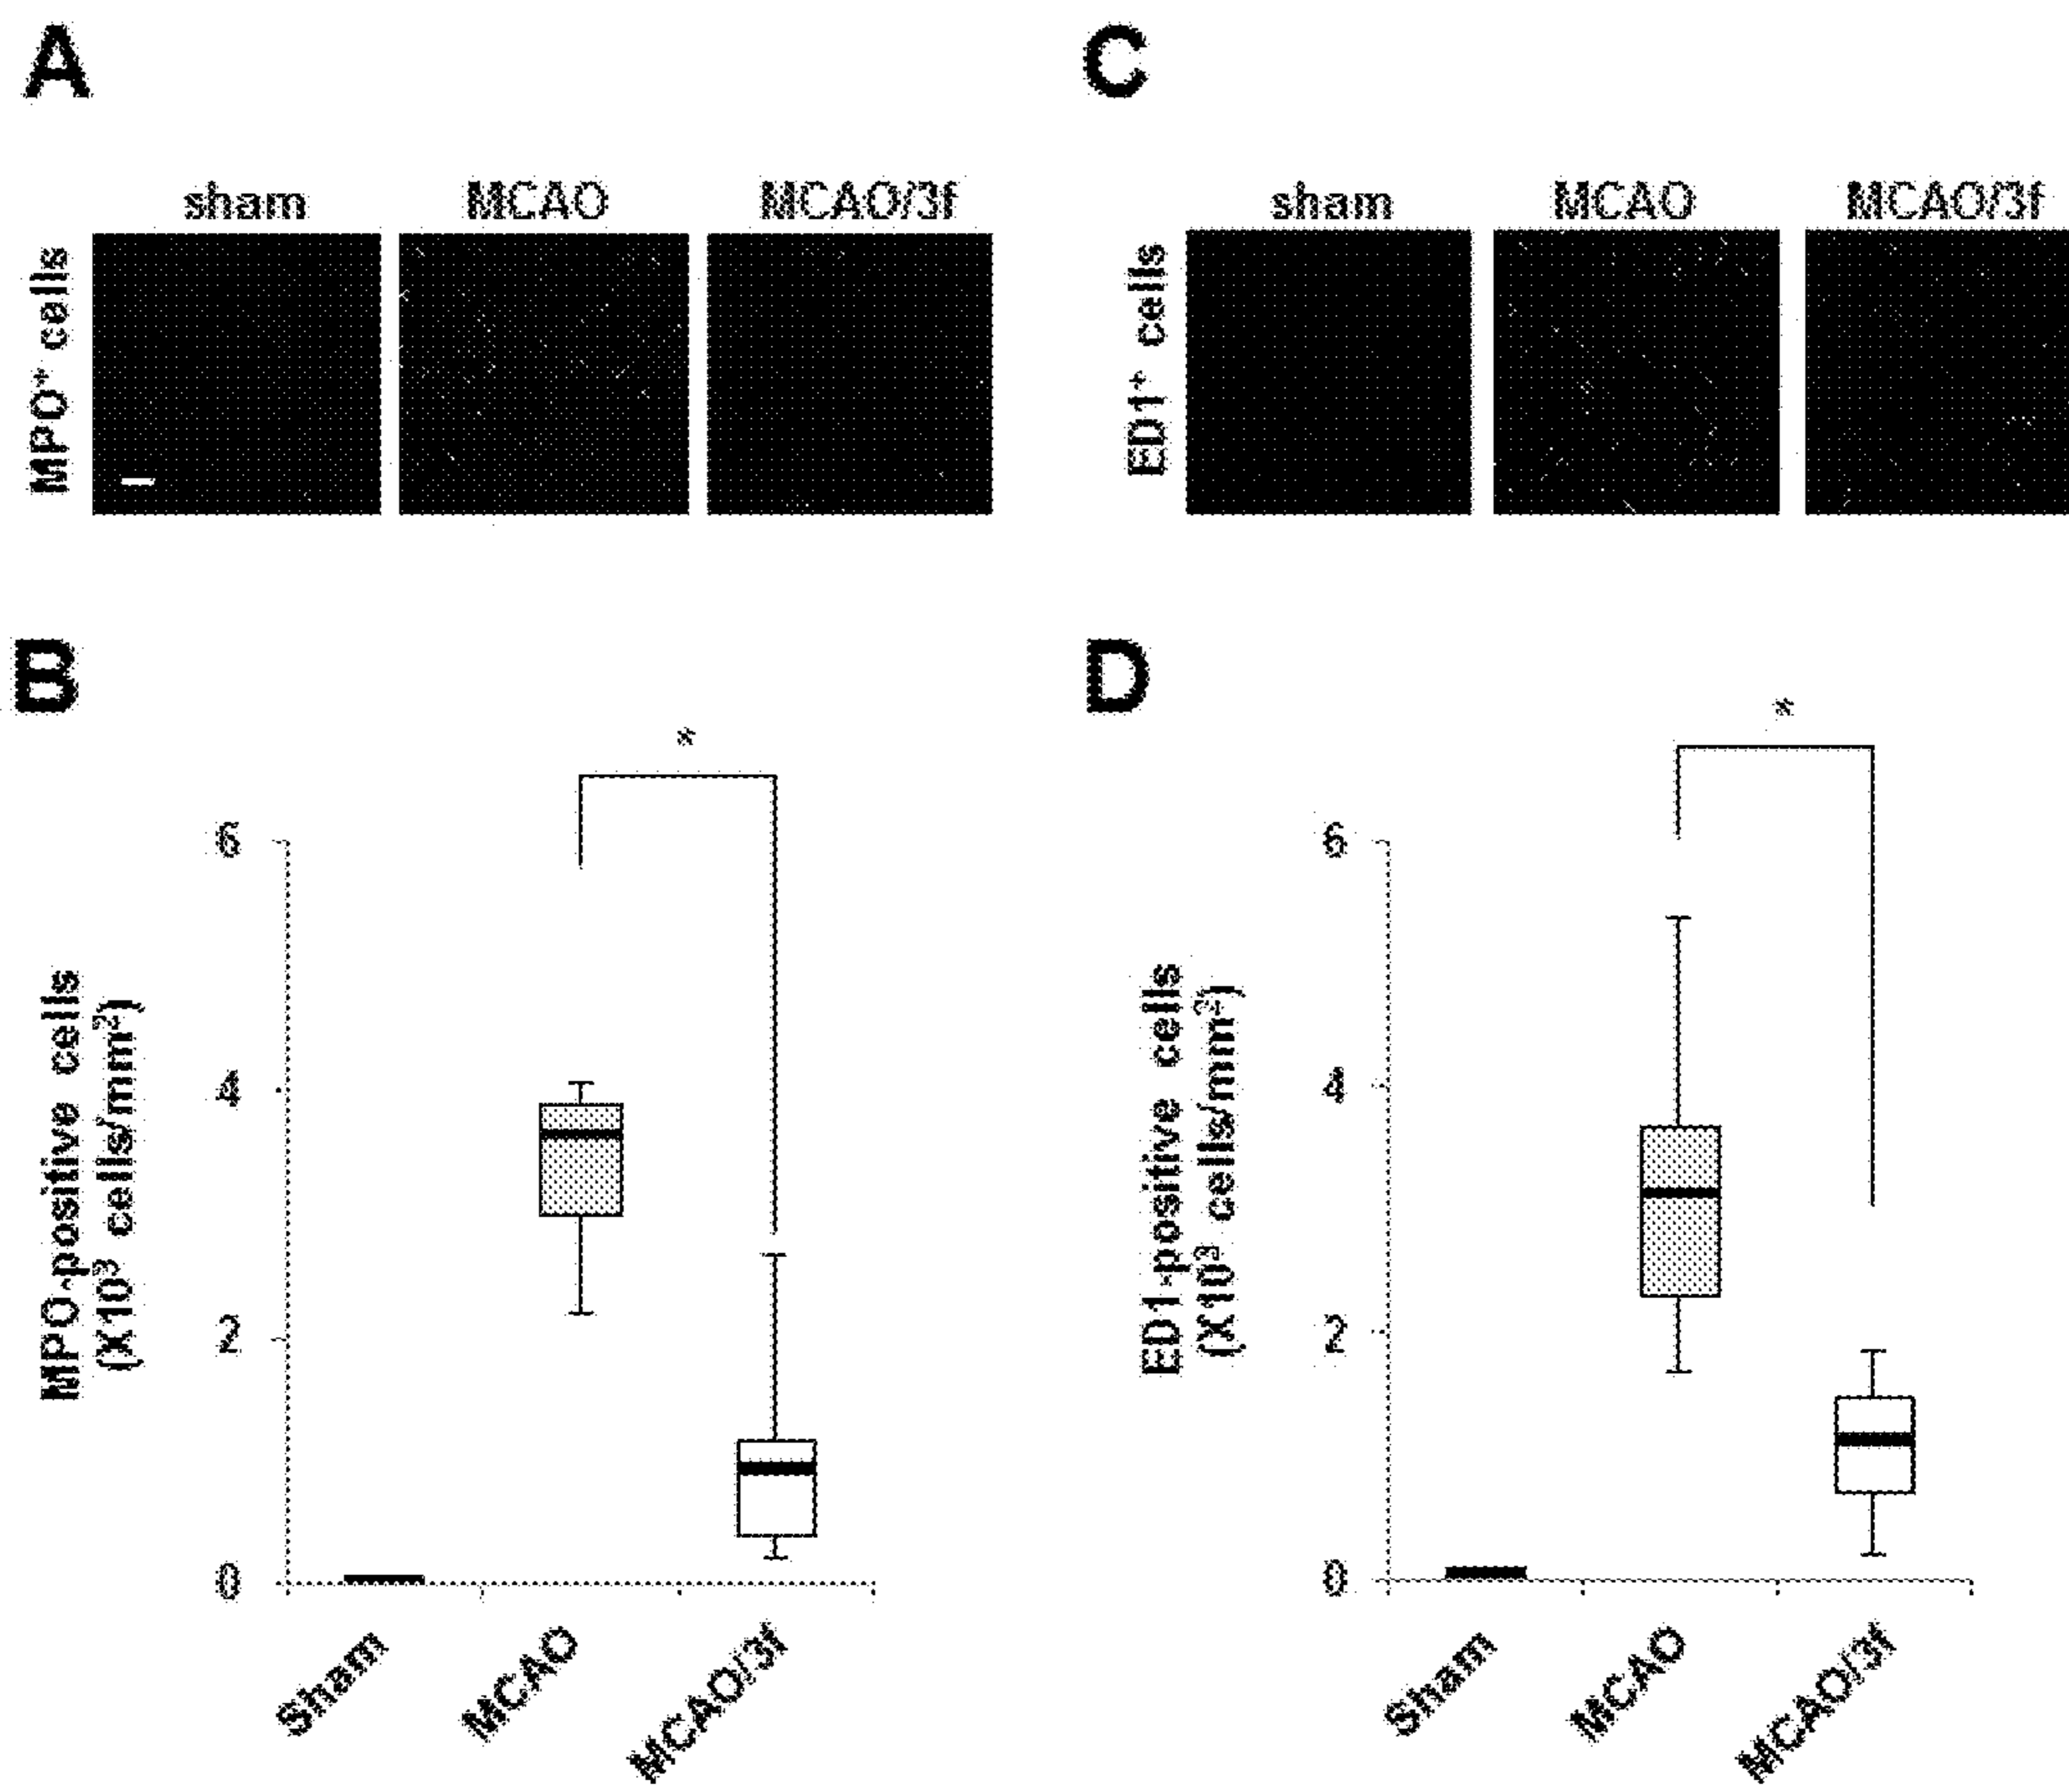 A
sham MCAO MCAO/3f
MPO⁺ cells
C
sham MCAO MCAO/3f
ED1⁺ cells
B
*
6
4
2
0
MPO-positive cells
(X10³ cells/mm²)
Sham MCAO MCAO/3f
D
*
6
4
2
0
ED1-positive cells
(X10³ cells/mm²)
Sham MCAO MCAO/3f